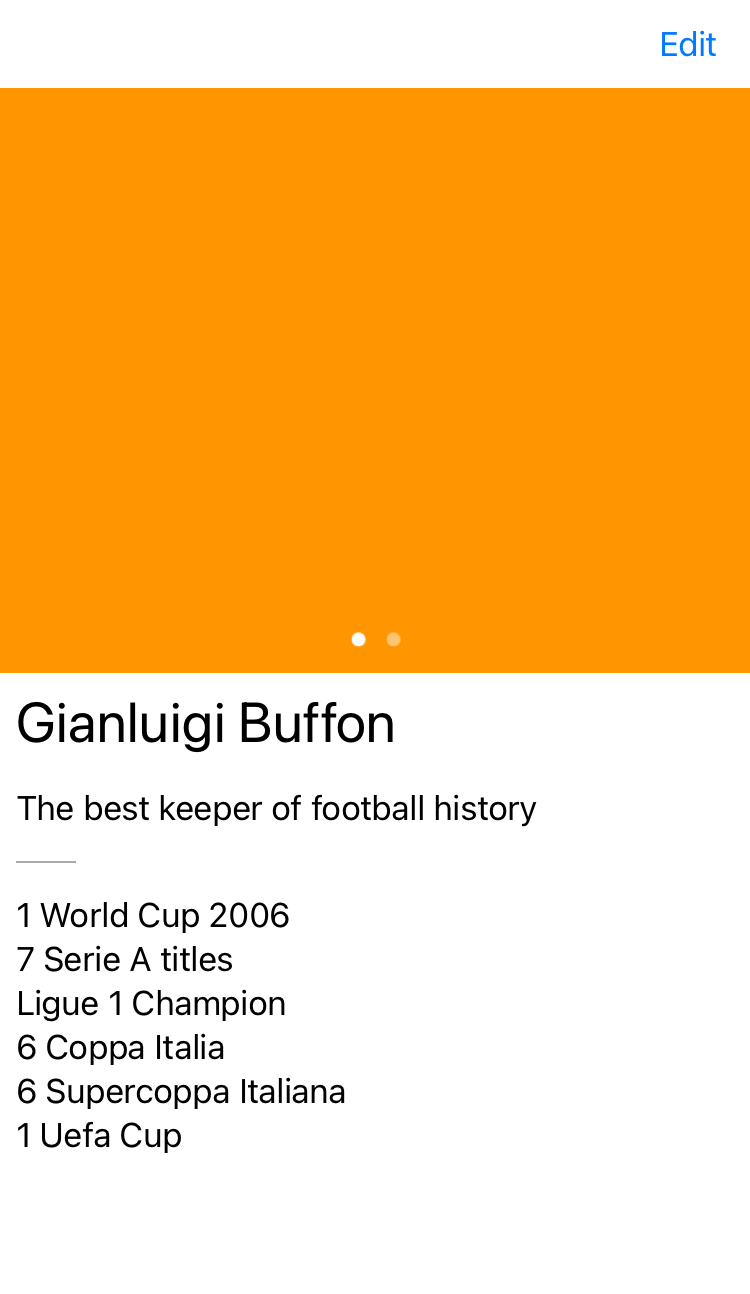 Edit
Gianluigi Buffon
The best keeper of football history
1 World Cup 2006
7 Serie A titles
Ligue 1 Champion
6 Coppa Italia
6 Supercoppa Italiana
1 Uefa Cup